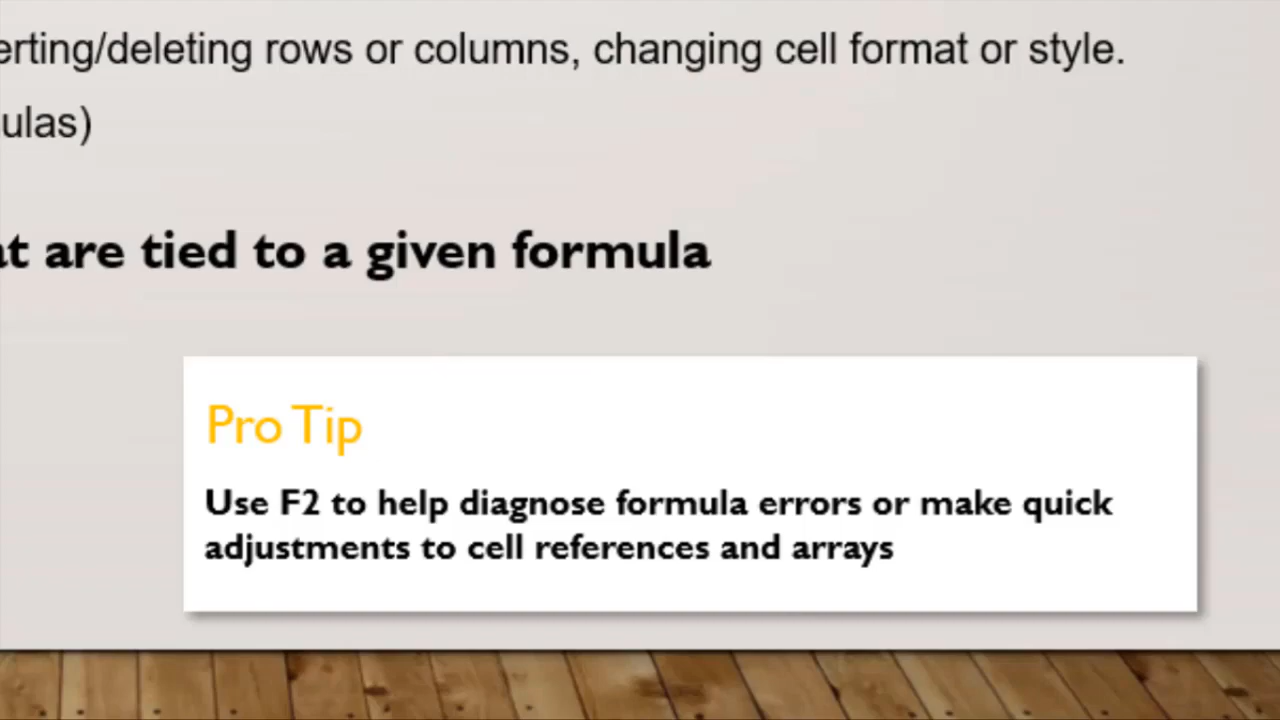 erting/deleting rows or columns, changing cell format or style.
ulas)
at are tied to a given formula
Pro Tip
Use F2 to help diagnose formula errors or make quick
adjustments to cell references and arrays